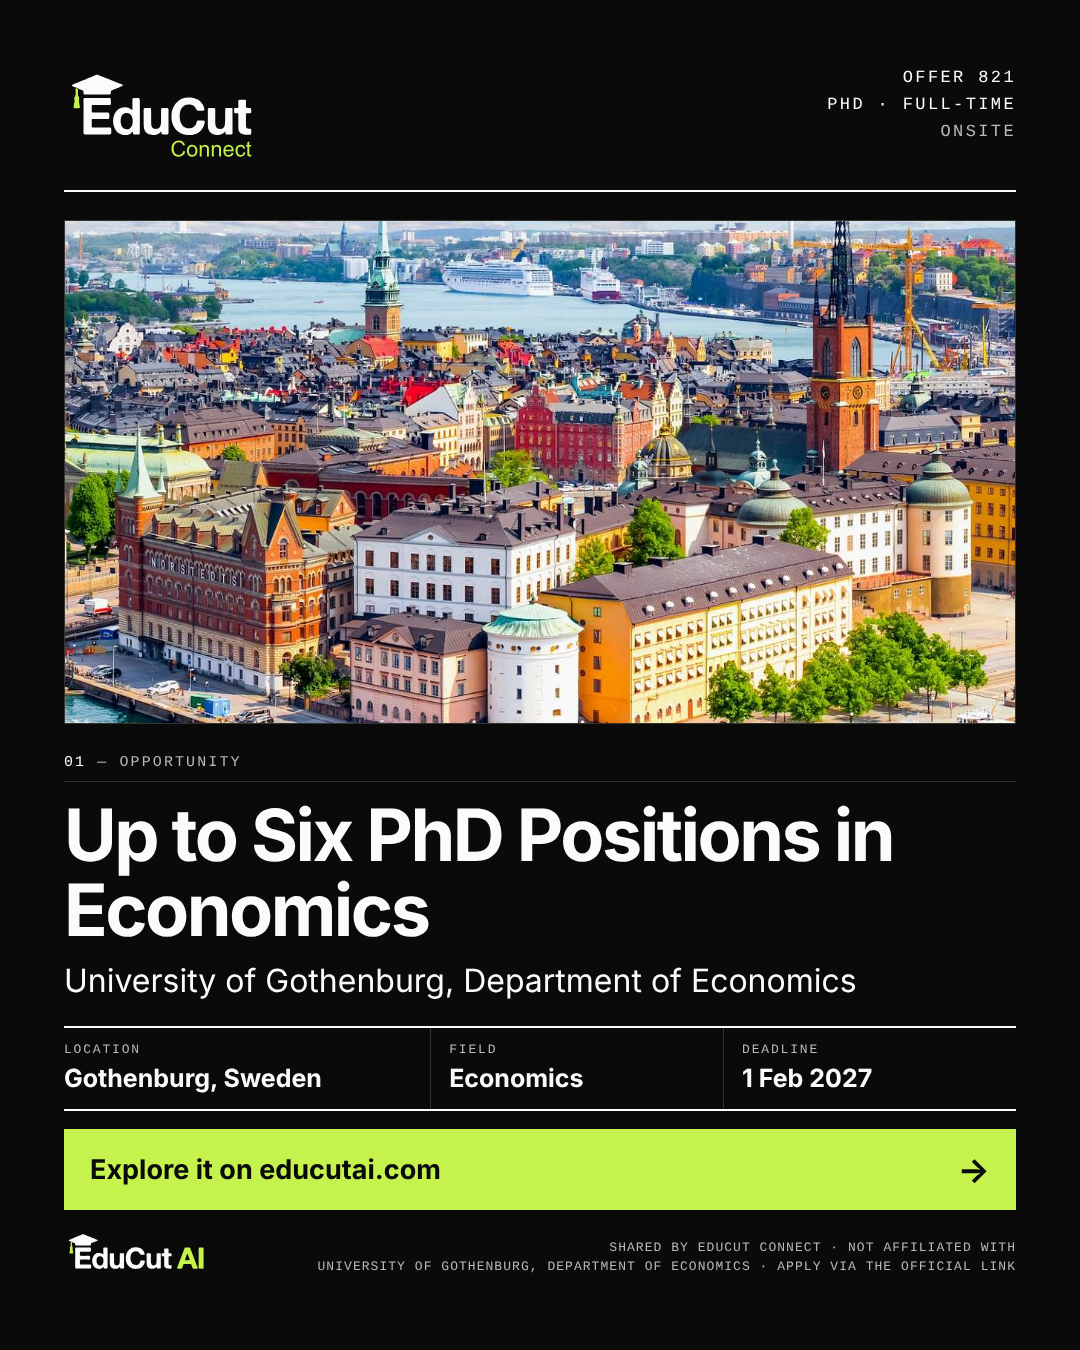 EduCut
Connect
OFFER 821
PHD · FULL-TIME
ONSITE
NORSTEDTS
01 — OPPORTUNITY
Up to Six PhD Positions in
Economics
University of Gothenburg, Department of Economics
LOCATION
Gothenburg, Sweden
FIELD
Economics
DEADLINE
1 Feb 2027
Explore it on educutai.com →
EduCut AI
SHARED BY EDUCUT CONNECT · NOT AFFILIATED WITH
UNIVERSITY OF GOTHENBURG, DEPARTMENT OF ECONOMICS · APPLY VIA THE OFFICIAL LINK